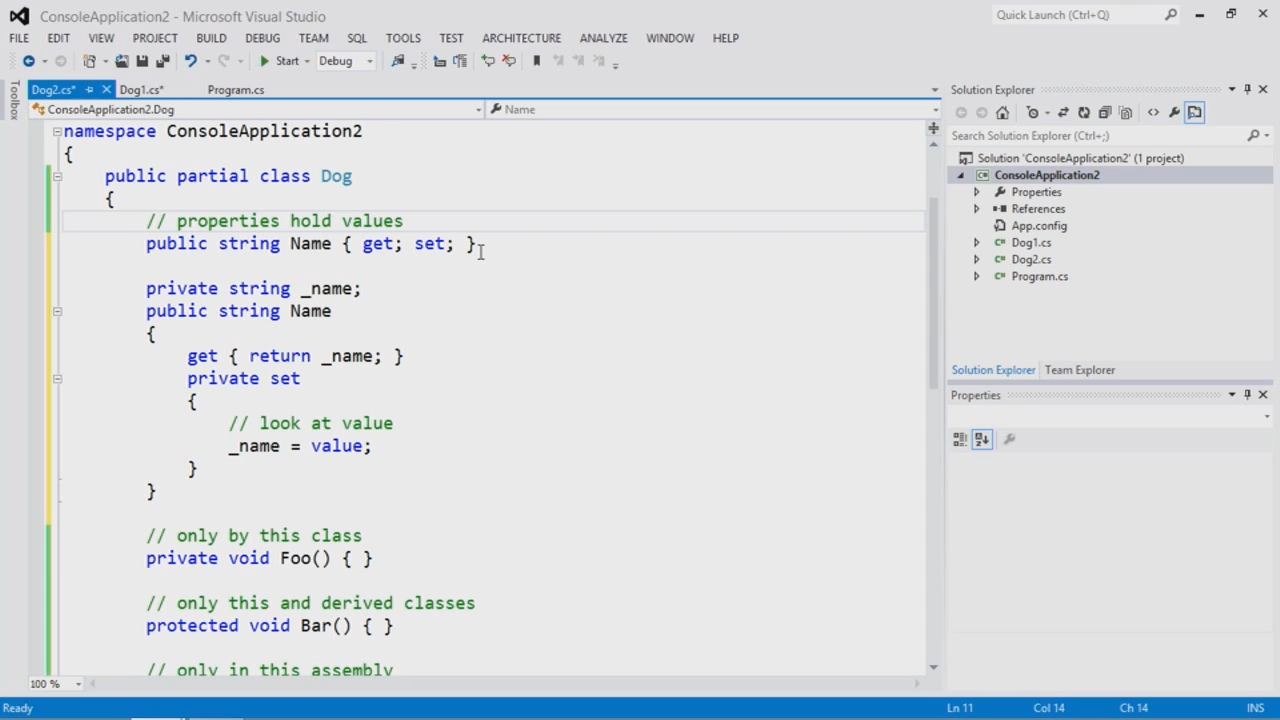 ConsoleApplication2 - Microsoft Visual Studio
Quick Launch (Ctrl+Q)
FILE EDIT VIEW PROJECT BUILD DEBUG TEAM SQL TOOLS TEST ARCHITECTURE ANALYZE WINDOW HELP
Start Debug
Toolbox
Dog2.cs* Dog1.cs* Program.cs
ConsoleApplication2.Dog Name
namespace ConsoleApplication2
{
public partial class Dog
{
// properties hold values
public string Name { get; set; }
private string _name;
public string Name
{
get { return _name; }
private set
{
// look at value
_name = value;
}
}
// only by this class
private void Foo() { }
// only this and derived classes
protected void Bar() { }
// only in this assembly
100 %
Solution Explorer
Search Solution Explorer (Ctrl+;)
Solution 'ConsoleApplication2' (1 project)
ConsoleApplication2
Properties
References
App.config
Dog1.cs
Dog2.cs
Program.cs
Solution Explorer Team Explorer
Properties
Ready Ln 11 Col 14 Ch 14 INS